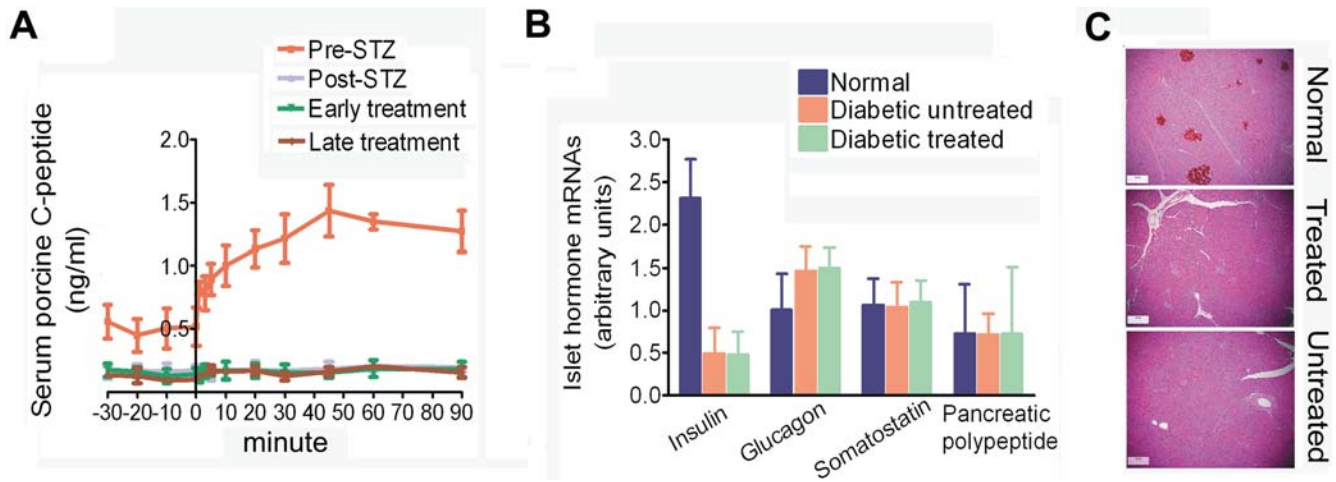 A
Pre-STZ
Post-STZ
Early treatment
Late treatment
Serum porcine C-peptide
(ng/ml)
2.0
1.5
1.0
0.5
-30 -20 -10 0 10 20 30 40 50 60 70 80 90
minute
B
Normal
Diabetic untreated
Diabetic treated
Islet hormone mRNAs
(arbitrary units)
3.0
2.5
2.0
1.5
1.0
0.5
0.0
Insulin
Glucagon
Somatostatin
Pancreatic
polypeptide
C
Normal
Treated
Untreated